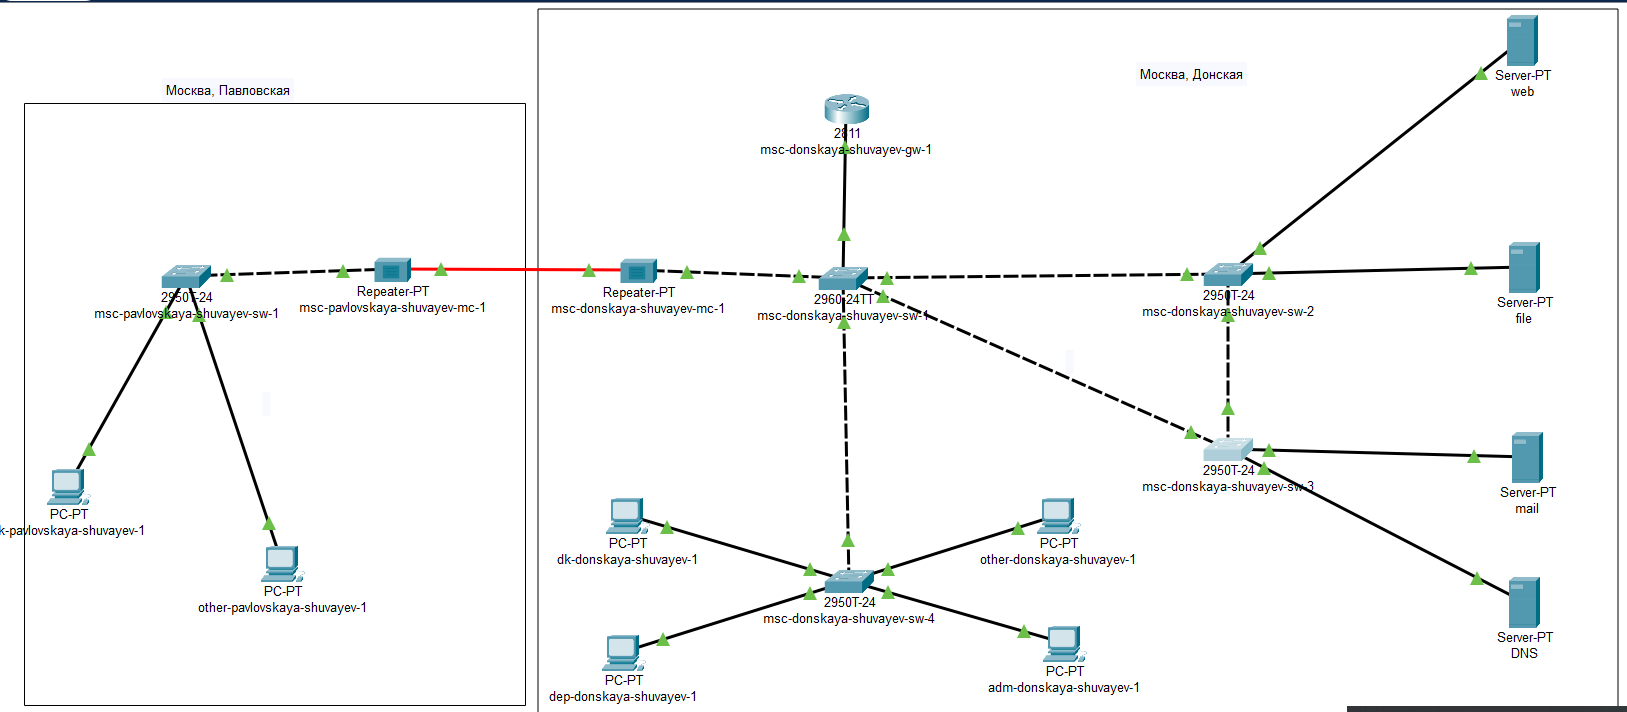 Москва, Павловская
Москва, Донская
Server-PT
web
2811
msc-donskaya-shuvayev-gw-1
2950T-24
msc-pavlovskaya-shuvayev-sw-1
Repeater-PT
msc-pavlovskaya-shuvayev-mc-1
Repeater-PT
msc-donskaya-shuvayev-mc-1
2960-24TT
msc-donskaya-shuvayev-sw-1
2950T-24
msc-donskaya-shuvayev-sw-2
Server-PT
file
2950T-24
msc-donskaya-shuvayev-sw-3
Server-PT
mail
PC-PT
k-pavlovskaya-shuvayev-1
PC-PT
other-pavlovskaya-shuvayev-1
PC-PT
dk-donskaya-shuvayev-1
PC-PT
other-donskaya-shuvayev-1
2950T-24
msc-donskaya-shuvayev-sw-4
PC-PT
dep-donskaya-shuvayev-1
PC-PT
adm-donskaya-shuvayev-1
Server-PT
DNS